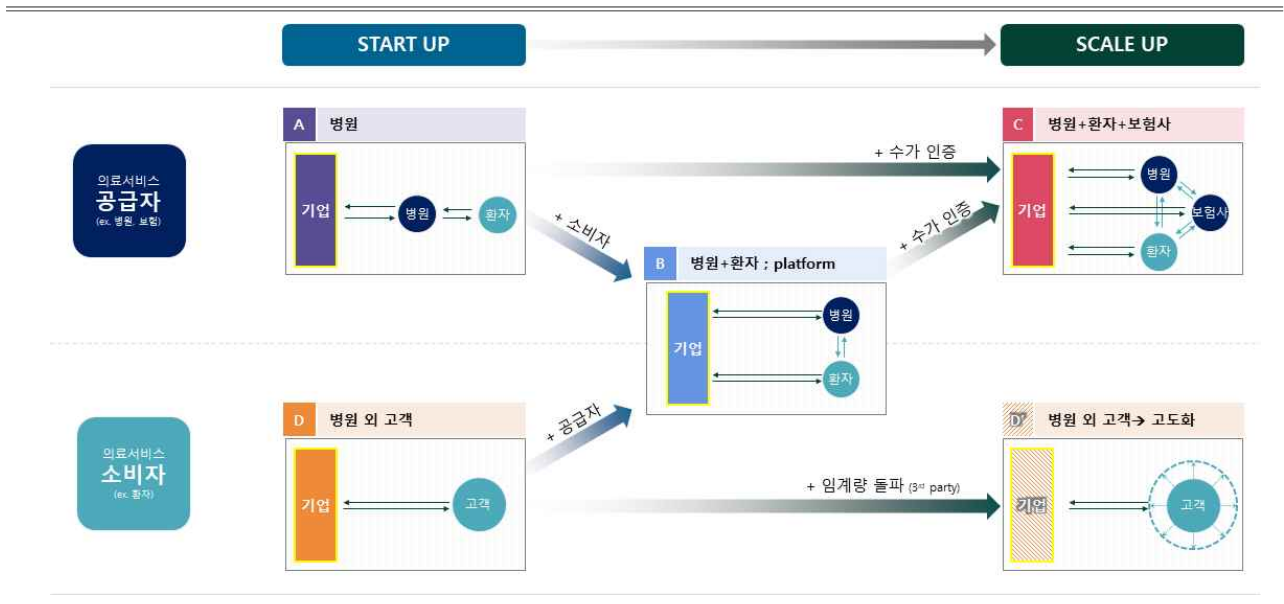 START UP
SCALE UP
의료서비스
공급자
(ex. 병원, 보험)
A 병원
기업
병원
환자
+ 수가 인증
C 병원+환자+보험사
기업
병원
보험사
환자
+ 소비자
+ 수가 인증
B 병원+환자 ; platform
기업
병원
환자
의료서비스
소비자
(ex. 환자)
D 병원 외 고객
기업
고객
+ 공급자
+ 임계량 돌파 (3rd party)
D' 병원 외 고객→ 고도화
기업
고객